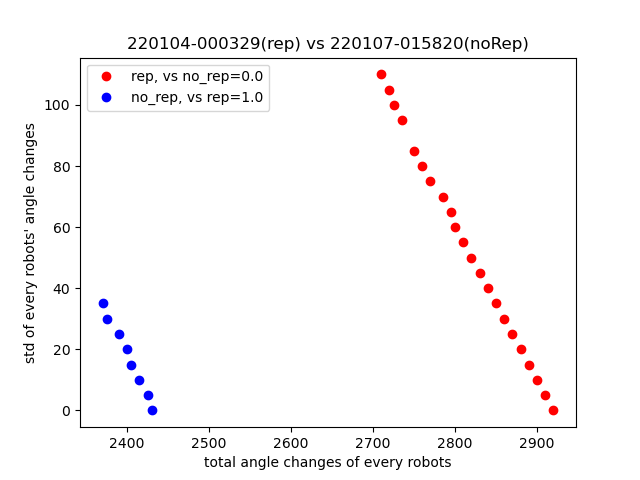 220104-000329(rep) vs 220107-015820(noRep)
rep, vs no_rep=0.0
no_rep, vs rep=1.0
std of every robots' angle changes
100
80
60
40
20
0
2400 2500 2600 2700 2800 2900
total angle changes of every robots